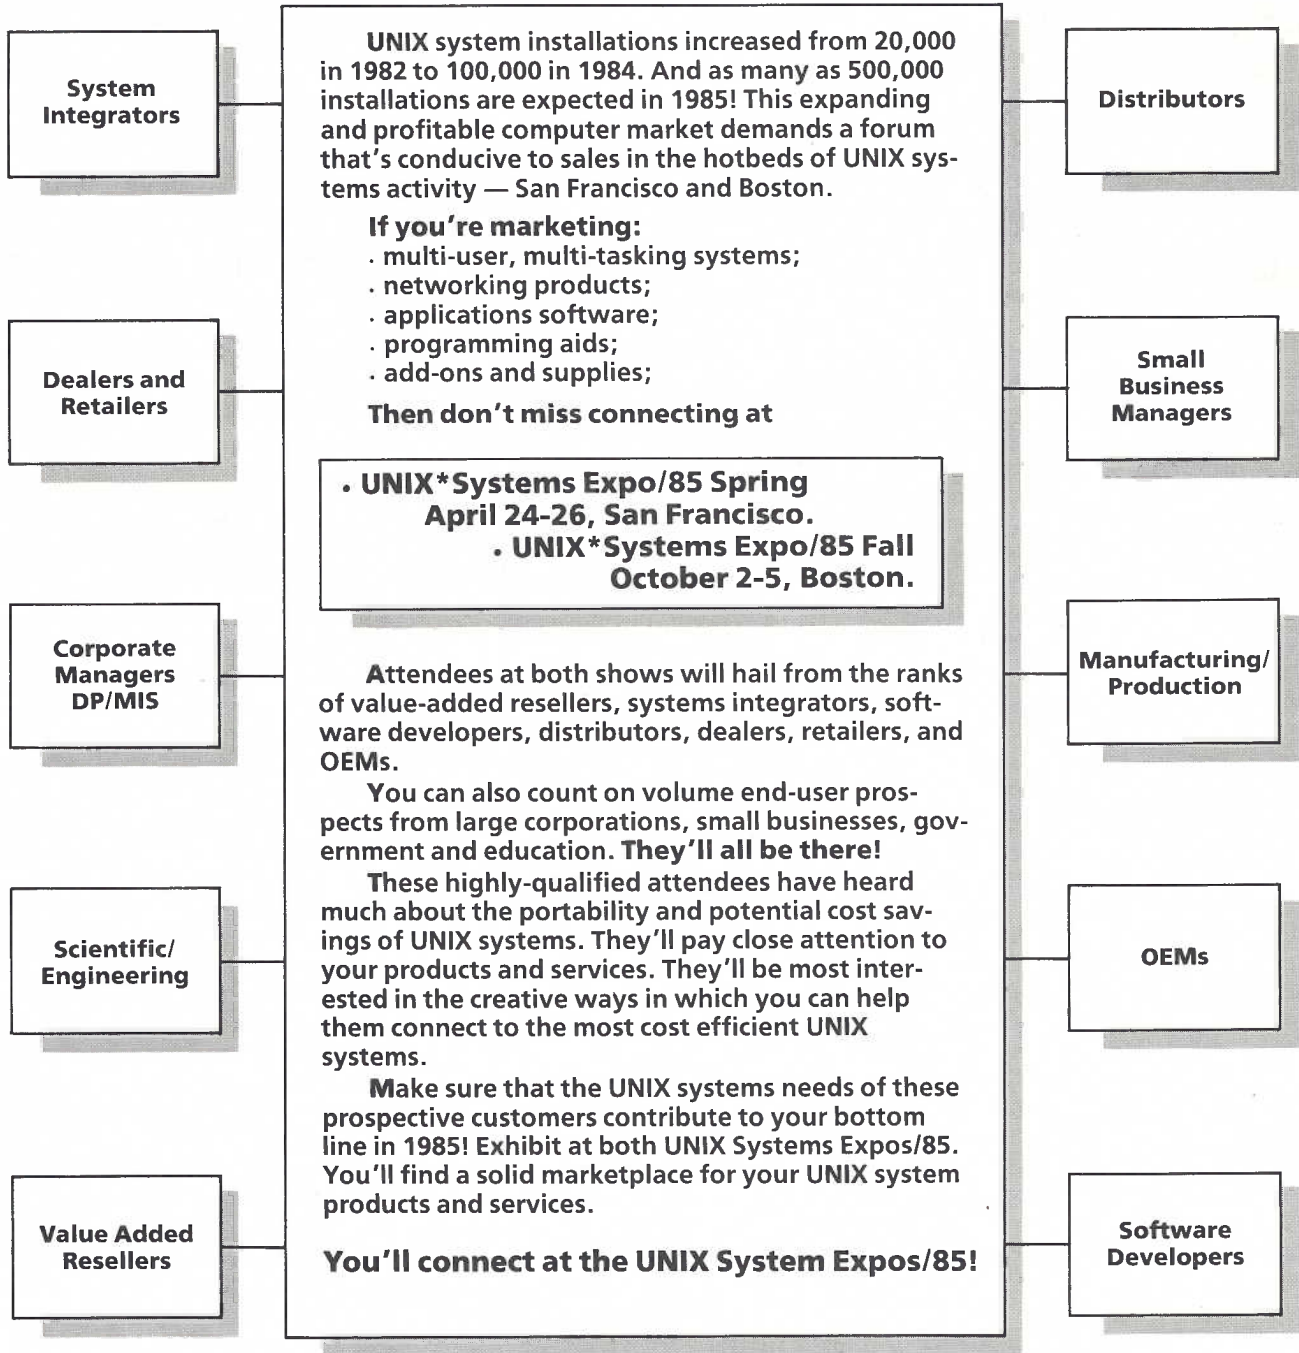 System
Integrators
Dealers and
Retailers
Corporate
Managers
DP/MIS
Scientific/
Engineering
Value Added
Resellers
UNIX system installations increased from 20,000
in 1982 to 100,000 in 1984. And as many as 500,000
installations are expected in 1985! This expanding
and profitable computer market demands a forum
that's conducive to sales in the hotbeds of UNIX sys-
tems activity — San Francisco and Boston.
If you're marketing:
. multi-user, multi-tasking systems;
. networking products;
. applications software;
. programming aids;
. add-ons and supplies;
Then don't miss connecting at
. UNIX*Systems Expo/85 Spring
April 24-26, San Francisco.
. UNIX*Systems Expo/85 Fall
October 2-5, Boston.
Attendees at both shows will hail from the ranks
of value-added resellers, systems integrators, soft-
ware developers, distributors, dealers, retailers, and
OEMs.
You can also count on volume end-user pros-
pects from large corporations, small businesses, gov-
ernment and education. They'll all be there!
These highly-qualified attendees have heard
much about the portability and potential cost sav-
ings of UNIX systems. They'll pay close attention to
your products and services. They'll be most inter-
ested in the creative ways in which you can help
them connect to the most cost efficient UNIX
systems.
Make sure that the UNIX systems needs of these
prospective customers contribute to your bottom
line in 1985! Exhibit at both UNIX Systems Expos/85.
You'll find a solid marketplace for your UNIX system
products and services.
You'll connect at the UNIX System Expos/85!
Distributors
Small
Business
Managers
Manufacturing/
Production
OEMs
Software
Developers